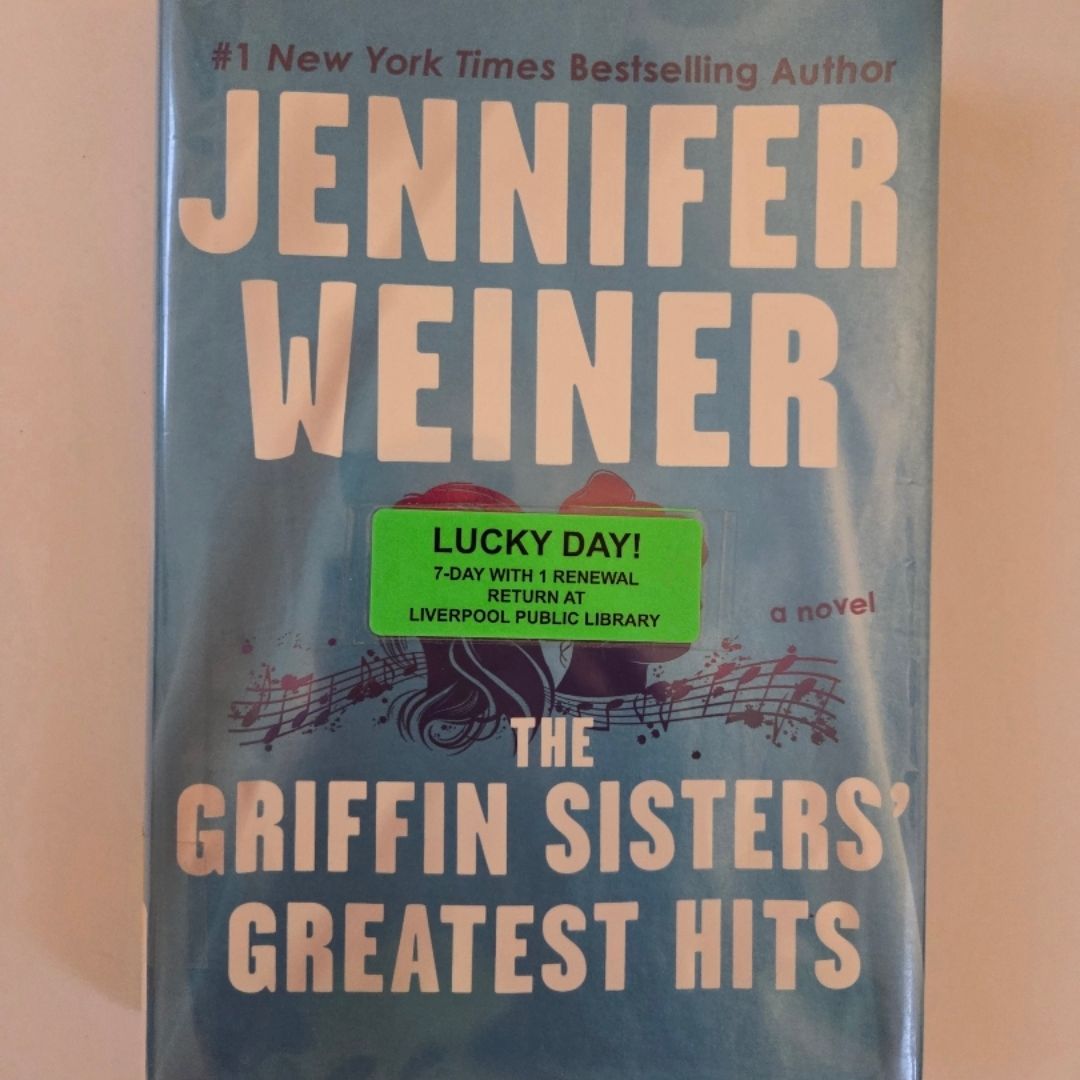 #1 New York Times Bestselling Author
JENNIFER
WEINER
LUCKY DAY!
7-DAY WITH 1 RENEWAL
RETURN AT
LIVERPOOL PUBLIC LIBRARY
a novel
THE
GRIFFIN SISTERS’
GREATEST HITS